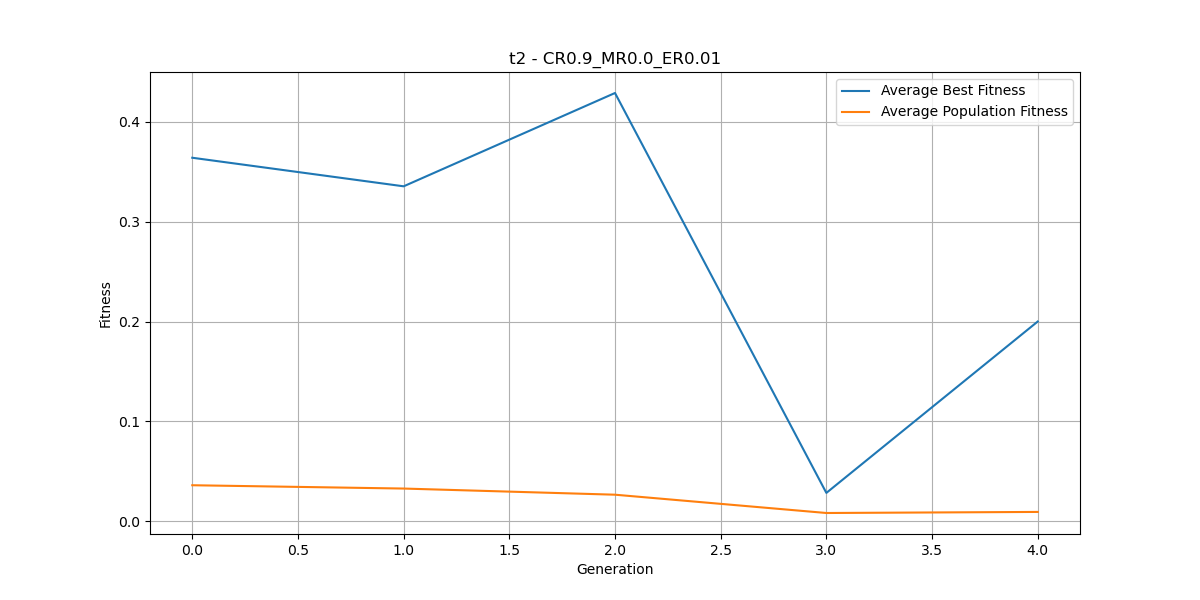 t2 - CR0.9_MR0.0_ER0.01
Average Best Fitness
Average Population Fitness
Fitness
0.4
0.3
0.2
0.1
0.0
0.0 0.5 1.0 1.5 2.0 2.5 3.0 3.5 4.0
Generation